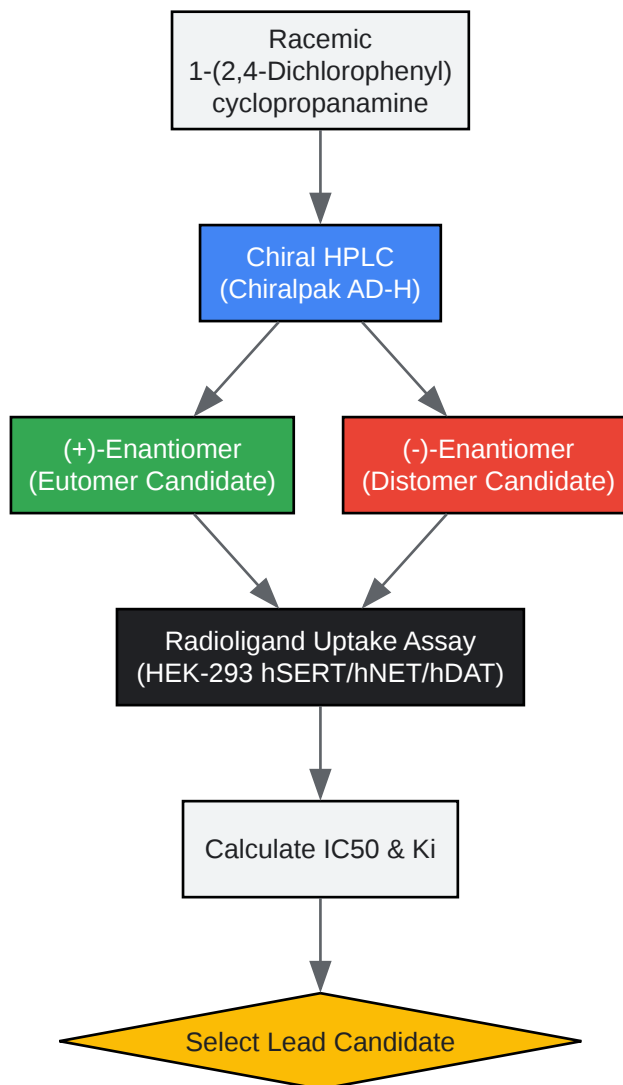 Racemic
1-(2,4-Dichlorophenyl)
cyclopropanamine
Chiral HPLC
(Chiralpak AD-H)
(+)-Enantiomer
(Eutomer Candidate)
(-)-Enantiomer
(Distomer Candidate)
Radioligand Uptake Assay
(HEK-293 hSERT/hNET/hDAT)
Calculate IC50 & Ki
Select Lead Candidate